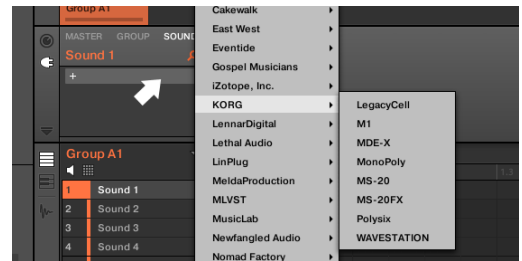 Group A1
MASTER GROUP SOUND
Sound 1
+
Group A1
1 Sound 1
2 Sound 2
3 Sound 3
4 Sound 4
1.3
Cakewalk
East West
Eventide
Gospel Musicians
iZotope, Inc.
KORG
LennarDigital
Lethal Audio
LinPlug
MeldaProduction
MLVST
MusicLab
Newfangled Audio
Nomad Factory
LegacyCell
M1
MDE-X
MonoPoly
MS-20
MS-20FX
Polysix
WAVESTATION